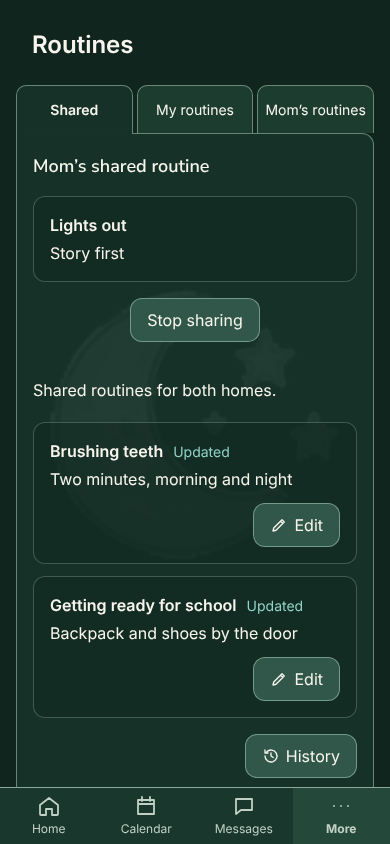 Routines
Shared
My routines
Mom’s routines
Mom’s shared routine
Lights out
Story first
Stop sharing
Shared routines for both homes.
Brushing teeth Updated
Two minutes, morning and night
Edit
Getting ready for school Updated
Backpack and shoes by the door
Edit
History
Home
Calendar
Messages
More